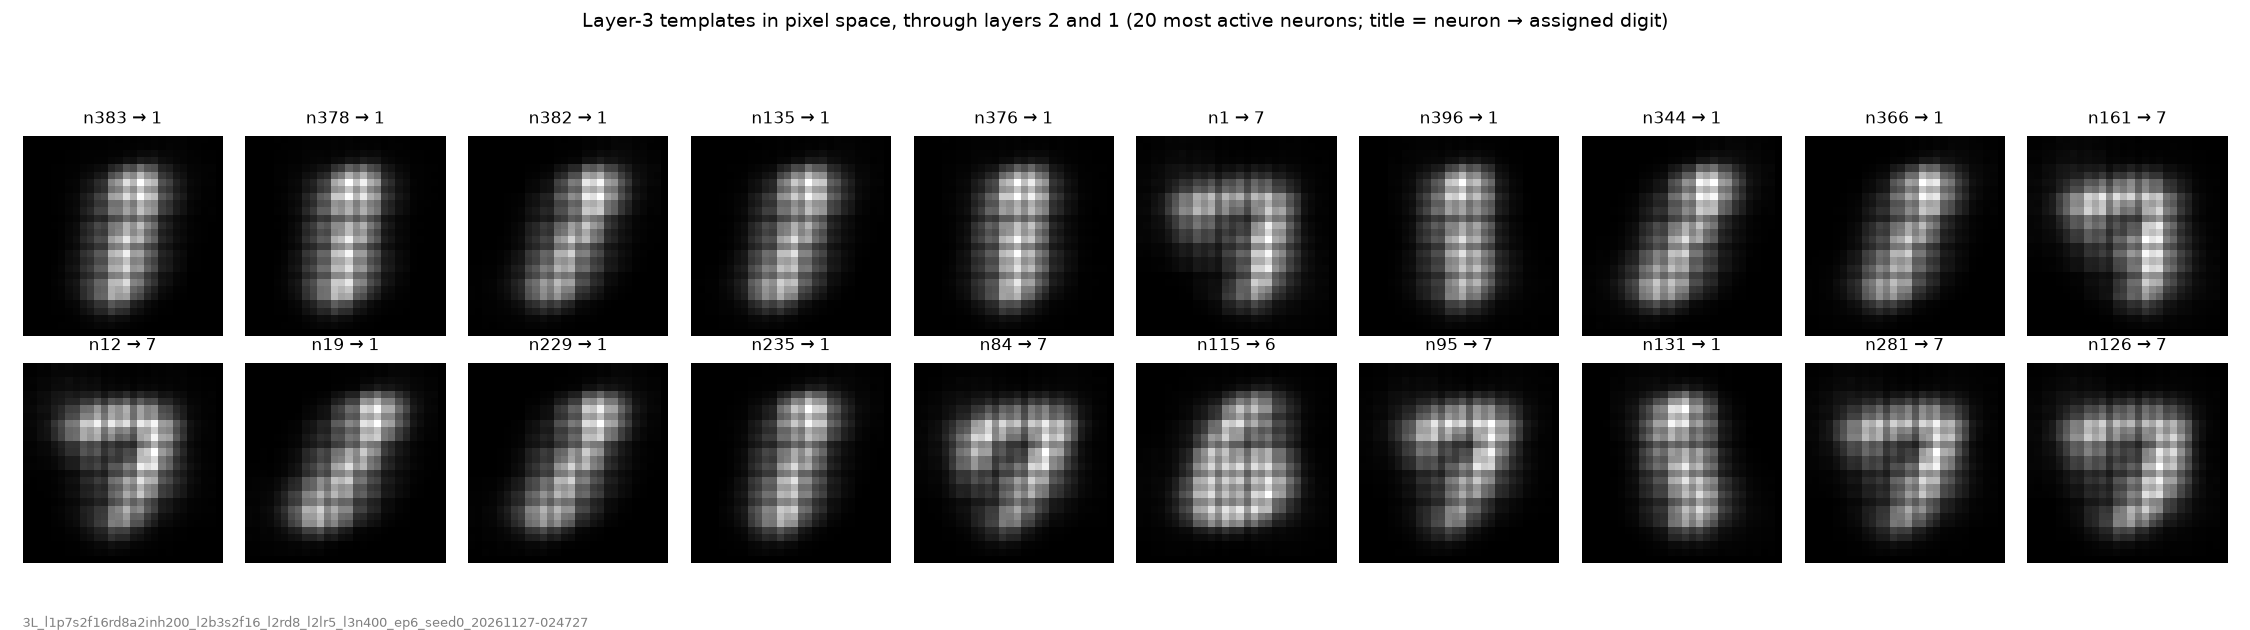 Layer-3 templates in pixel space, through layers 2 and 1 (20 most active neurons; title = neuron → assigned digit)
n383 → 1 n378 → 1 n382 → 1 n135 → 1 n376 → 1 n1 → 7 n396 → 1 n344 → 1 n366 → 1 n161 → 7
n12 → 7 n19 → 1 n229 → 1 n235 → 1 n84 → 7 n115 → 6 n95 → 7 n131 → 1 n281 → 7 n126 → 7
3L_l1p7s2f16rd8a2inh200_l2b3s2f16_l2rd8_l2lr5_l3n400_ep6_seed0_20261127-024727